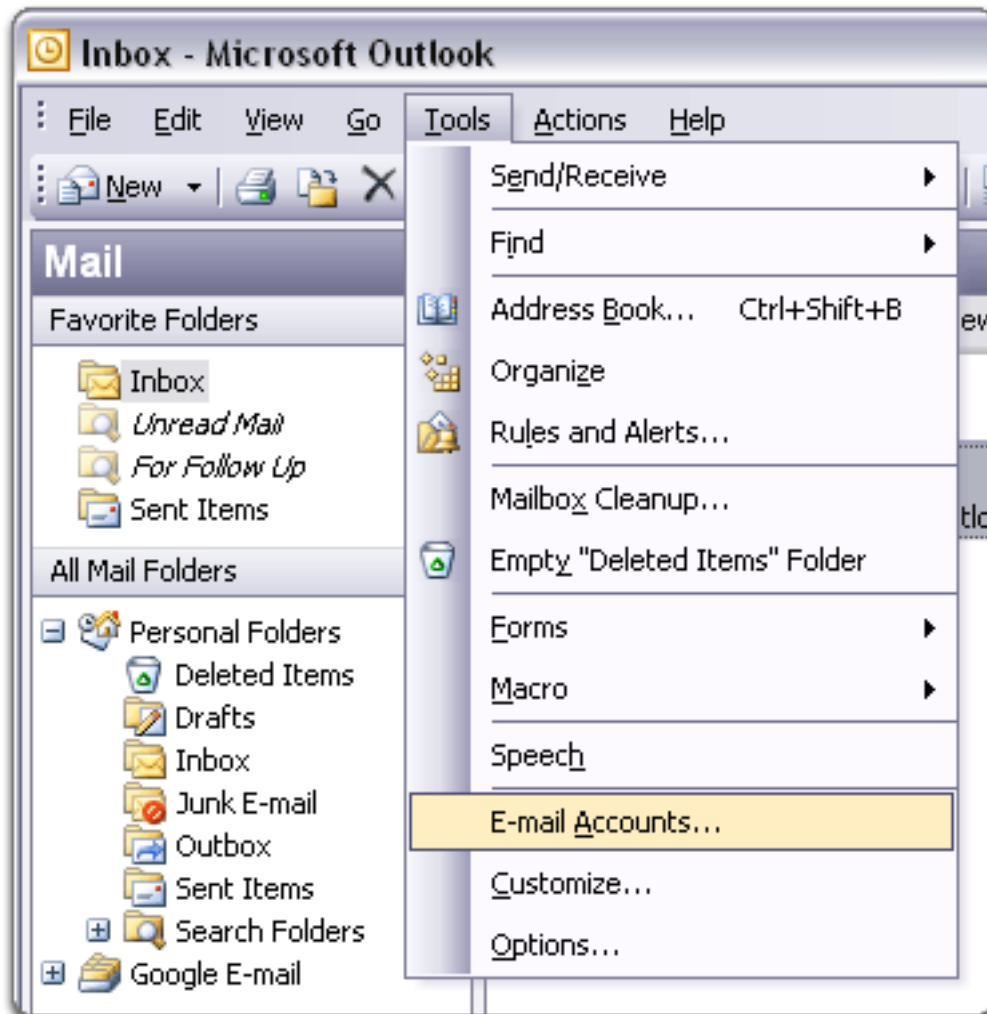 Inbox - Microsoft Outlook
File Edit View Go Tools Actions Help
New
Mail
Favorite Folders
Inbox
Unread Mail
For Follow Up
Sent Items
All Mail Folders
Personal Folders
Deleted Items
Drafts
Inbox
Junk E-mail
Outbox
Sent Items
Search Folders
Google E-mail
Send/Receive
Find
Address Book... Ctrl+Shift+B
Organize
Rules and Alerts...
Mailbox Cleanup...
Empty "Deleted Items" Folder
Forms
Macro
Speech
E-mail Accounts...
Customize...
Options...